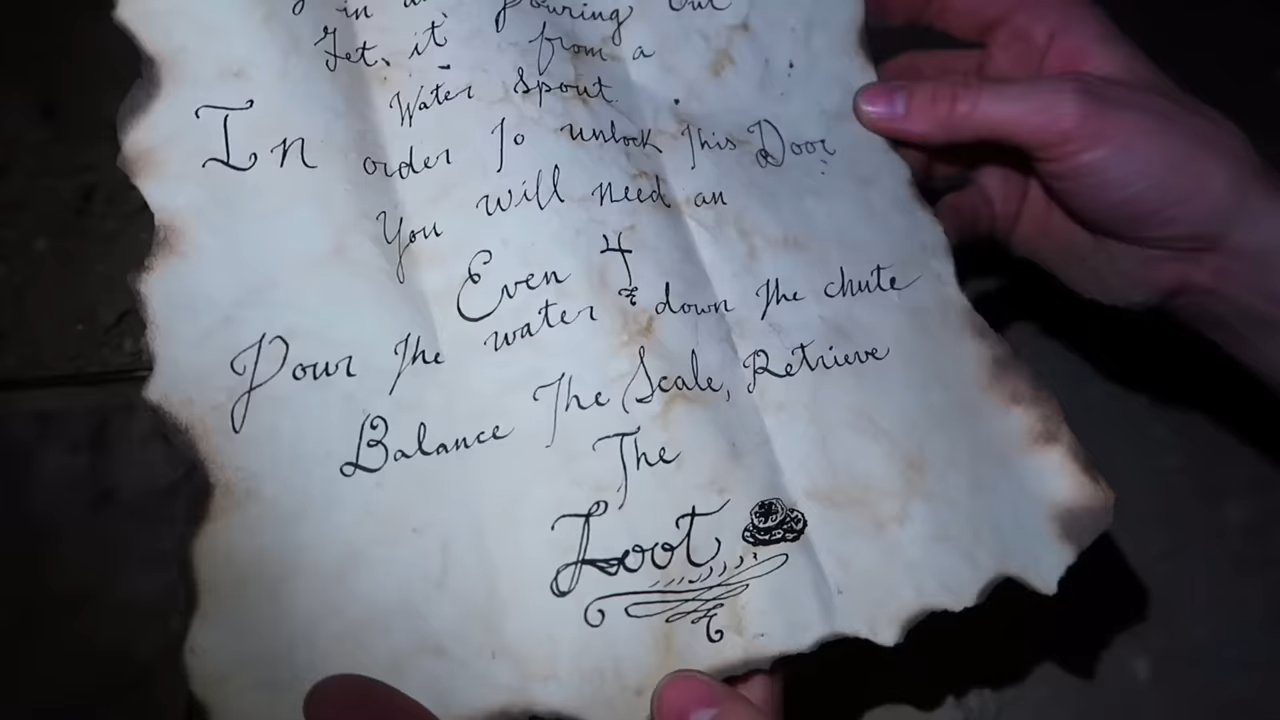 in pouring out
Jet, it from a
Water Spout
In order To unlock This Door
You will need an
Even 4
Pour The water down The chute
Balance The Scale, Retrieve
The
Loot